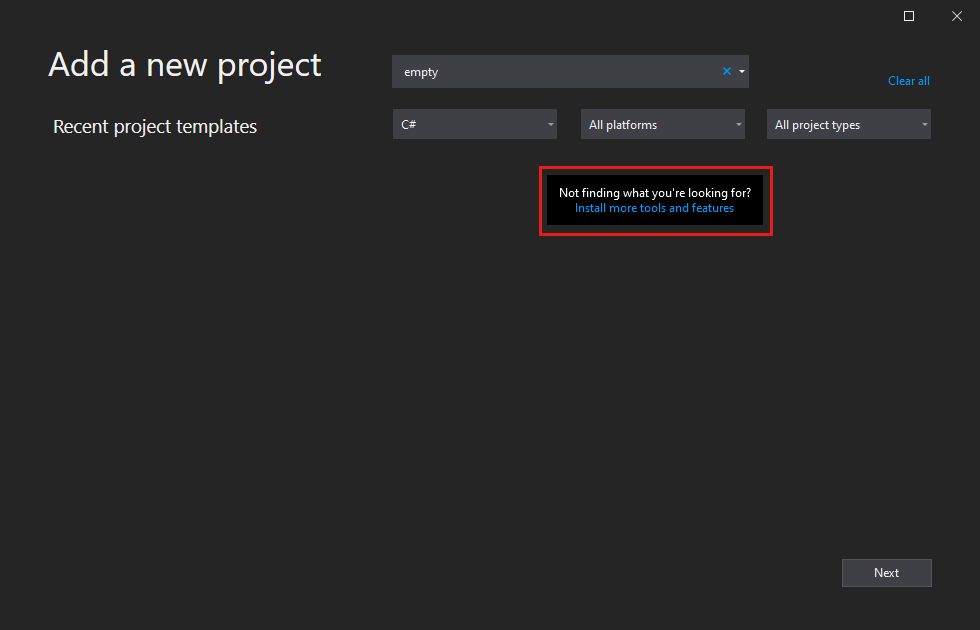 Add a new project
empty
Clear all
Recent project templates
C#
All platforms
All project types
Not finding what you're looking for?
Install more tools and features
Next